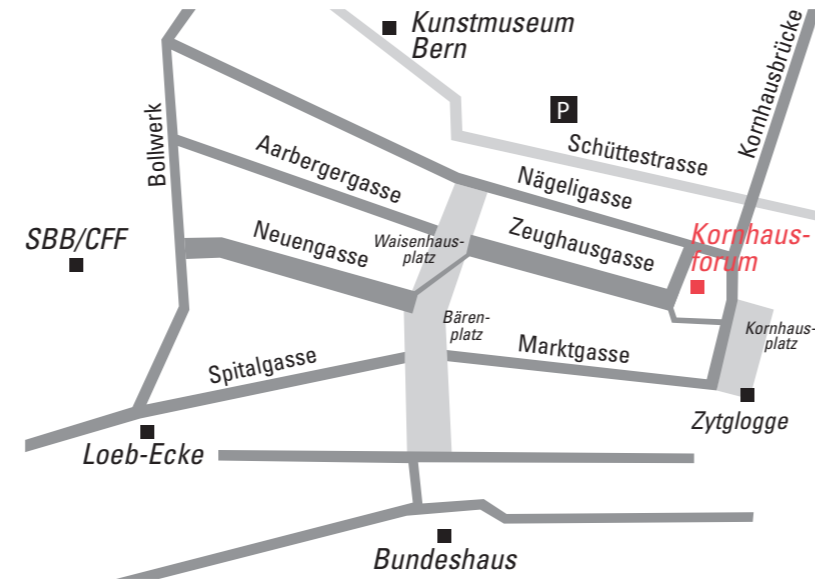 Kunstmuseum
Bern
P
Kornhausbrücke
Bollwerk
Schüttestrasse
Aarbergergasse
Nägeligasse
SBB/CFF
Neuengasse
Waisenhaus-
platz
Zeughausgasse
Kornhaus-
forum
Bären-
platz
Kornhaus-
platz
Spitalgasse
Marktgasse
Zytglogge
Loeb-Ecke
Bundeshaus